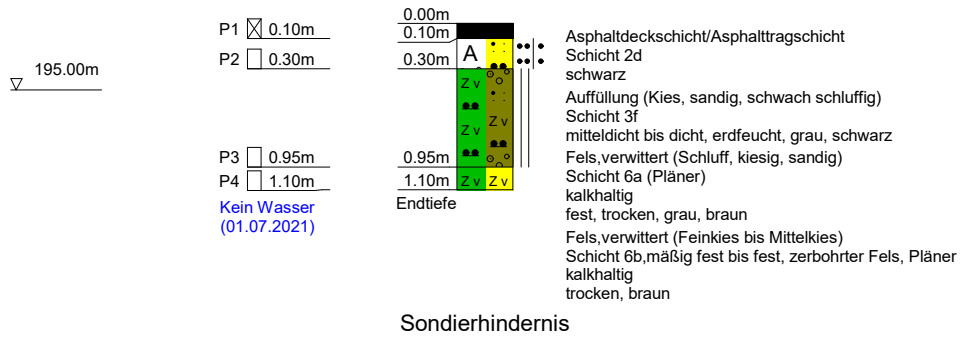 195.00m
P1 0.10m
P2 0.30m
P3 0.95m
P4 1.10m
Kein Wasser
(01.07.2021)
0.00m
0.10m
0.30m
0.95m
1.10m
Endtiefe
A
Z v
Z v
Z v
Z v Z v
Asphaltdeckschicht/Asphalttragschicht
Schicht 2d
schwarz
Auffüllung (Kies, sandig, schwach schluffig)
Schicht 3f
mitteldicht bis dicht, erdfeucht, grau, schwarz
Fels,verwittert (Schluff, kiesig, sandig)
Schicht 6a (Pläner)
kalkhaltig
fest, trocken, grau, braun
Fels,verwittert (Feinkies bis Mittelkies)
Schicht 6b,mäßig fest bis fest, zerbohrter Fels, Pläner
kalkhaltig
trocken, braun
Sondierhindernis